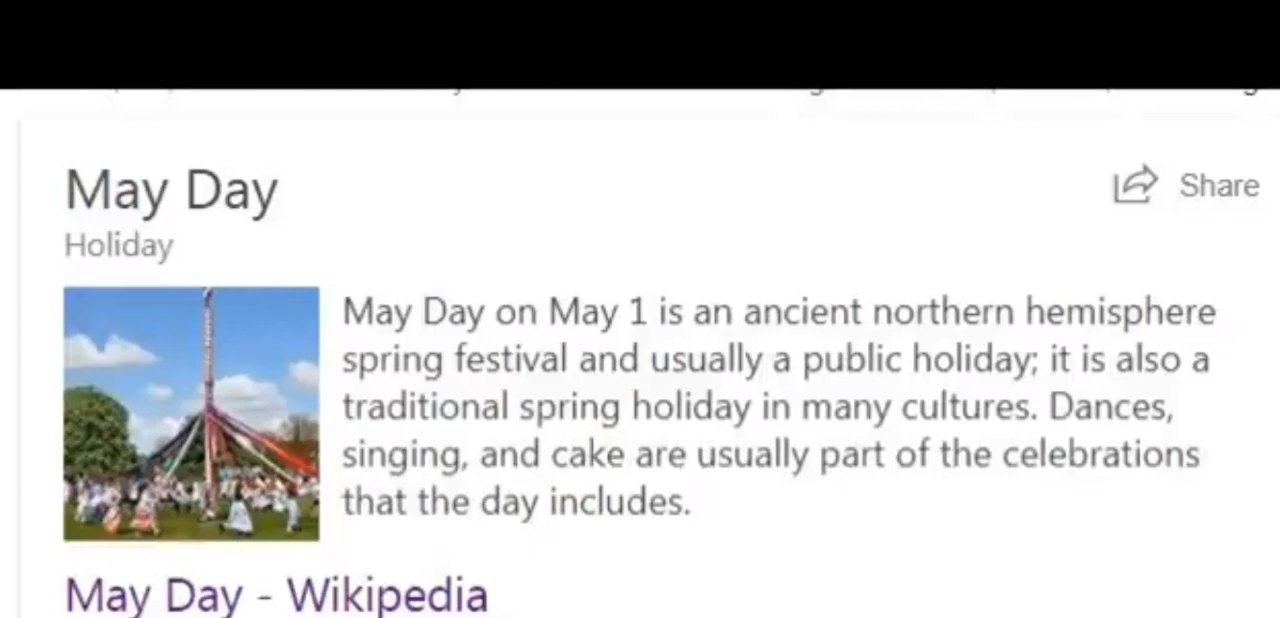 May Day
Share
Holiday
May Day on May 1 is an ancient northern hemisphere
spring festival and usually a public holiday; it is also a
traditional spring holiday in many cultures. Dances,
singing, and cake are usually part of the celebrations
that the day includes.
May Day - Wikipedia